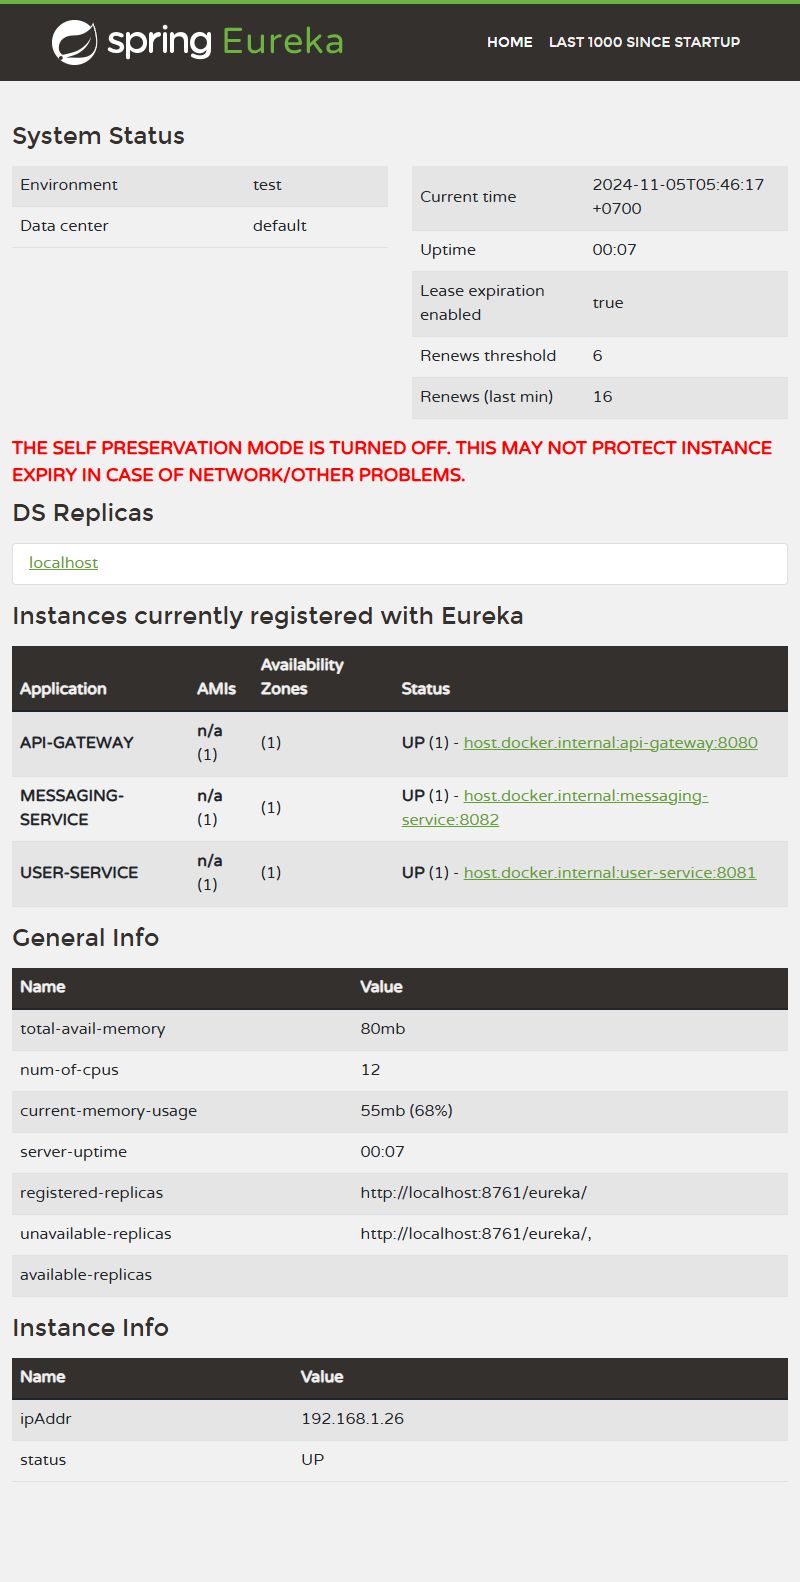 spring Eureka
HOME LAST 1000 SINCE STARTUP
System Status
Environment test
Data center default
Current time 2024-11-05T05:46:17 +0700
Uptime 00:07
Lease expiration enabled true
Renews threshold 6
Renews (last min) 16
THE SELF PRESERVATION MODE IS TURNED OFF. THIS MAY NOT PROTECT INSTANCE
EXPIRY IN CASE OF NETWORK/OTHER PROBLEMS.
DS Replicas
localhost
Instances currently registered with Eureka
Application AMIs Availability Zones Status
API-GATEWAY n/a (1) (1) UP (1) - host.docker.internal:api-gateway:8080
MESSAGING-SERVICE n/a (1) (1) UP (1) - host.docker.internal:messaging-service:8082
USER-SERVICE n/a (1) (1) UP (1) - host.docker.internal:user-service:8081
General Info
Name Value
total-avail-memory 80mb
num-of-cpus 12
current-memory-usage 55mb (68%)
server-uptime 00:07
registered-replicas http://localhost:8761/eureka/
unavailable-replicas http://localhost:8761/eureka/,
available-replicas
Instance Info
Name Value
ipAddr 192.168.1.26
status UP